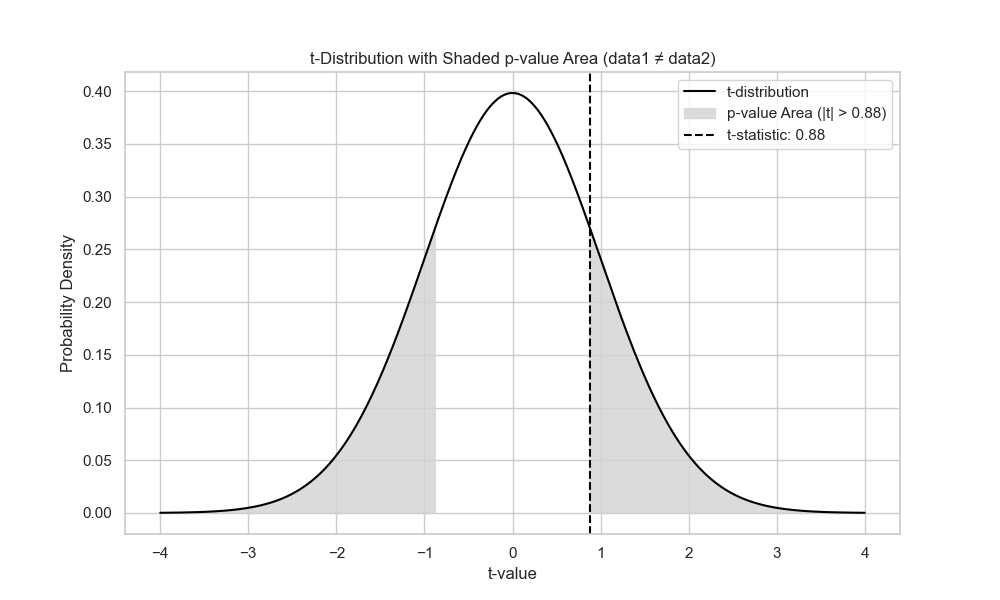 t-Distribution with Shaded p-value Area (data1 ≠ data2)
t-distribution
p-value Area (|t| > 0.88)
t-statistic: 0.88
Probability Density
0.40
0.35
0.30
0.25
0.20
0.15
0.10
0.05
0.00
−4 −3 −2 −1 0 1 2 3 4
t-value